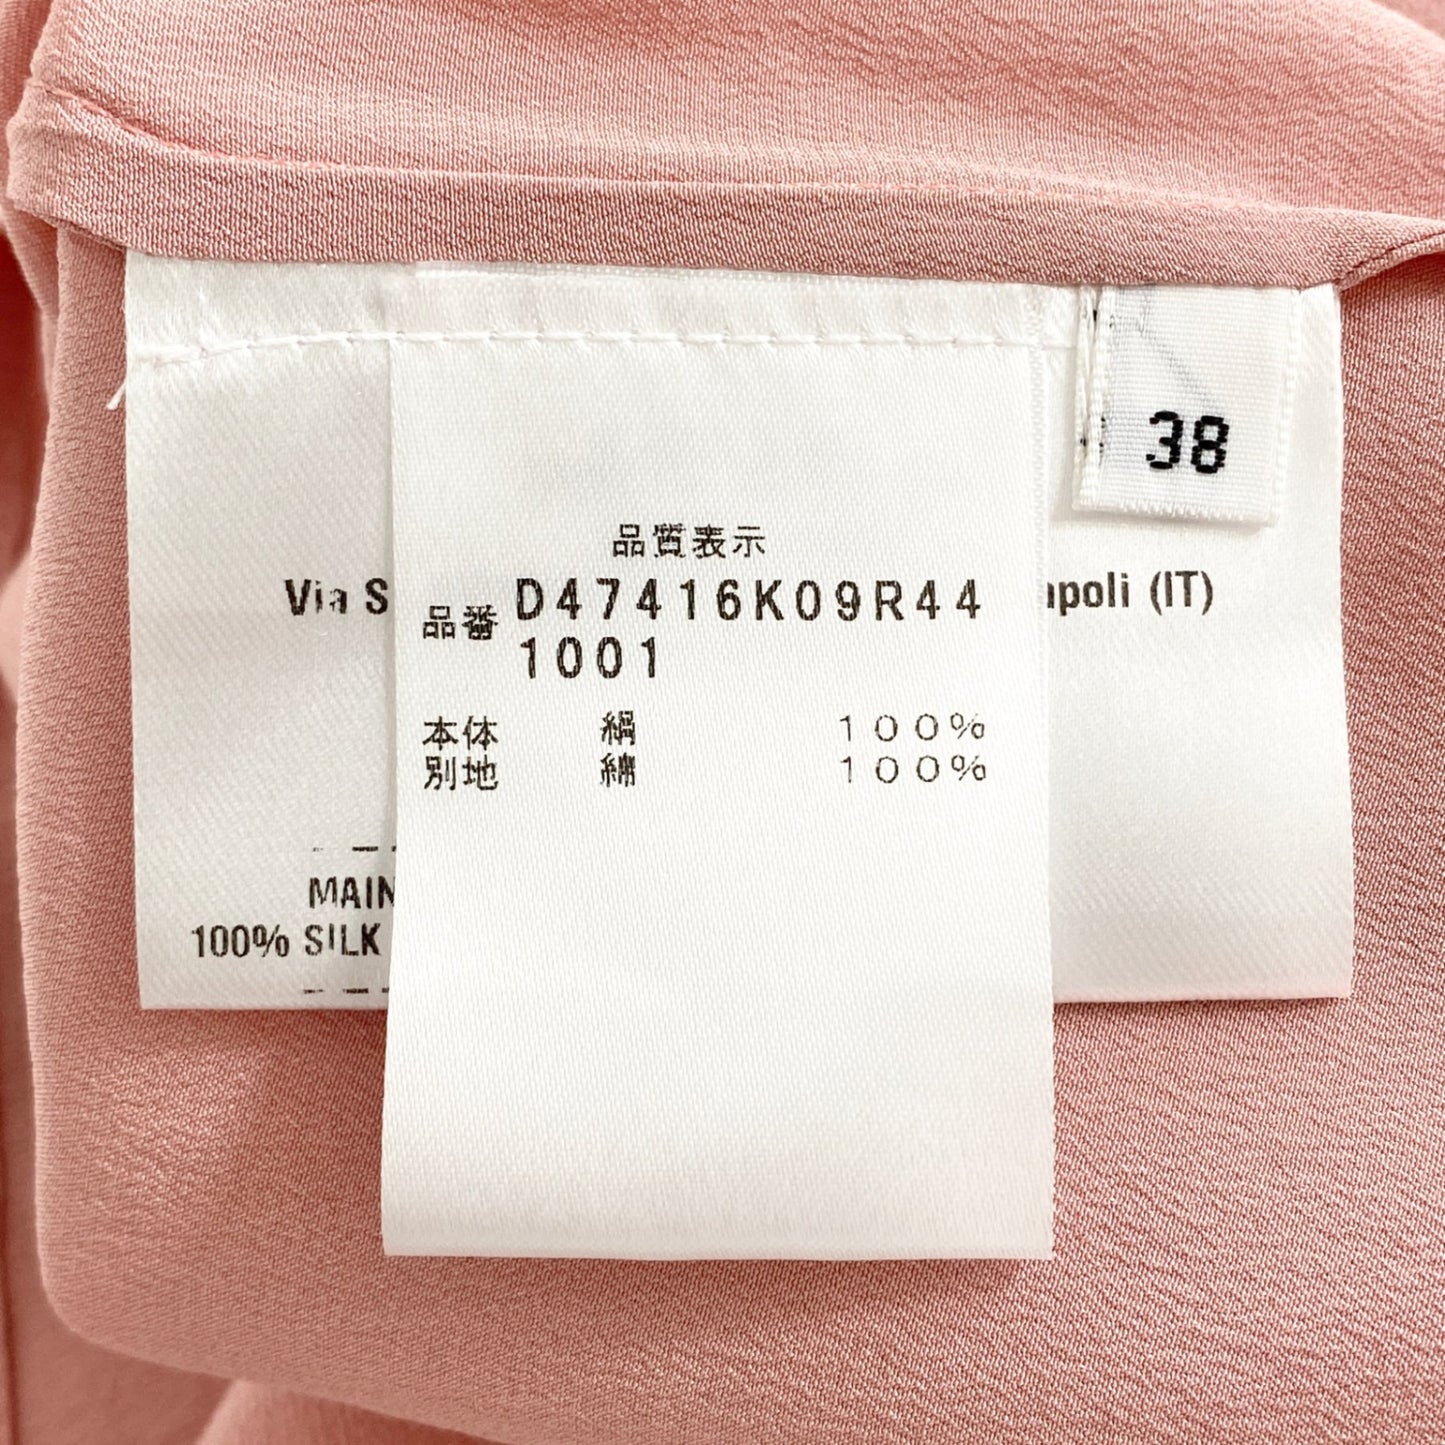 38
品質表示
Via S
品番 D47416K09R44
1001
apoli (IT)
本体 絹 100%
別地 綿 100%
MAIN
100% SILK